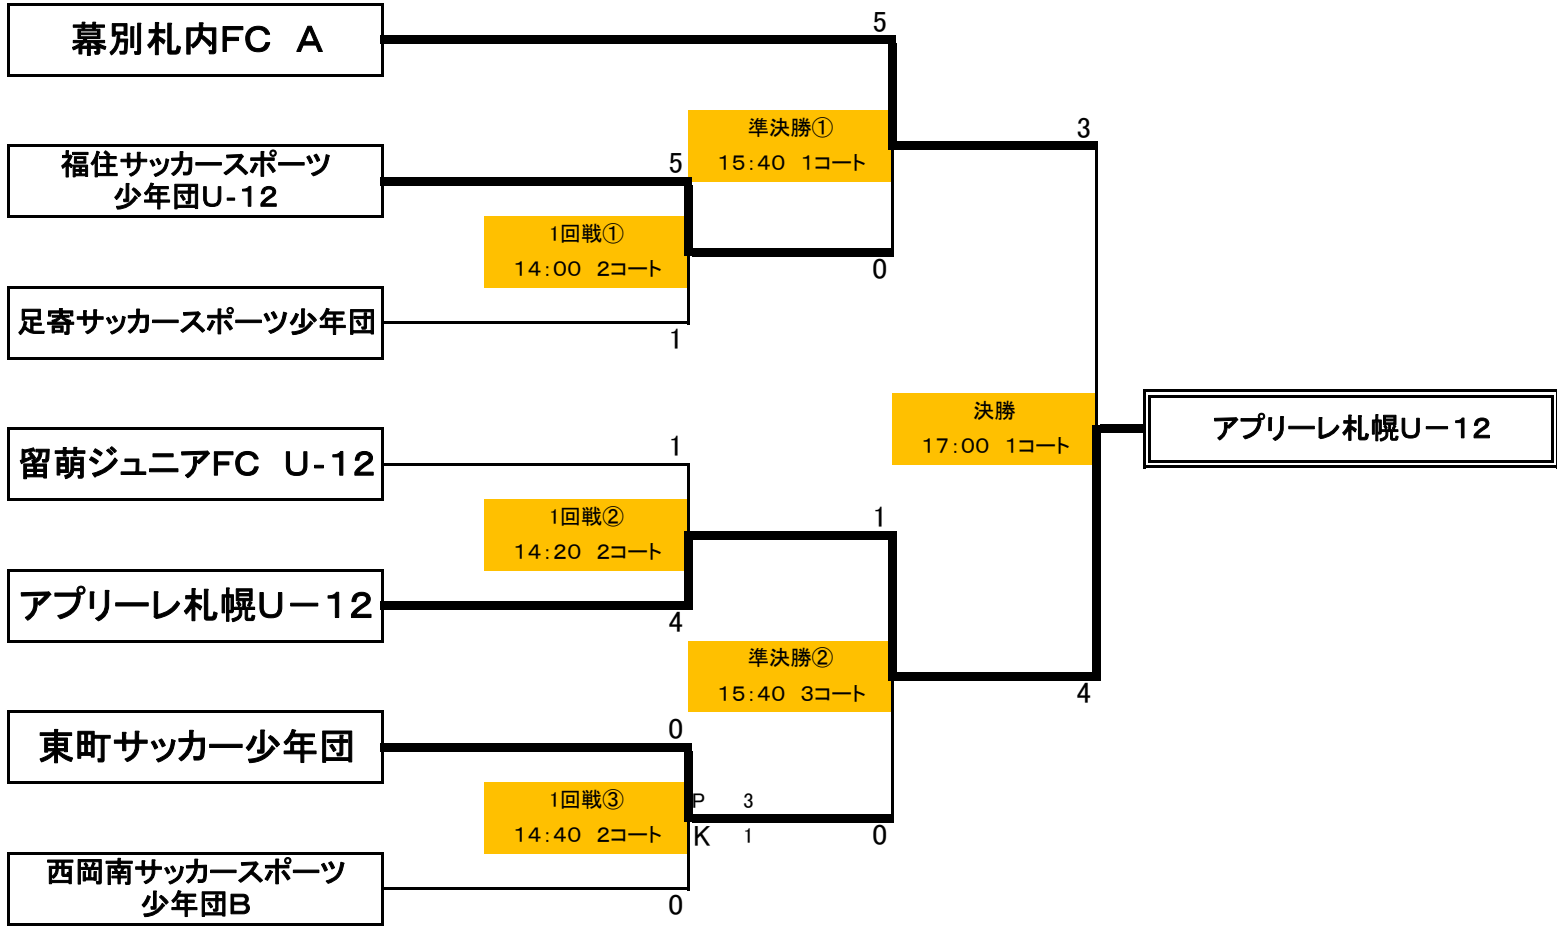 幕別札内FC　A
5
準決勝①
15:40　1コート
3
福住サッカースポーツ
少年団U-12
5
1回戦①
14:00　2コート
0
足寄サッカースポーツ少年団
1
決勝
17:00　1コート
アプリーレ札幌U－12
留萌ジュニアFC　U-12
1
1回戦②
14:20　2コート
1
アプリーレ札幌U－12
4
準決勝②
15:40　3コート
4
東町サッカー少年団
0
1回戦③
14:40　2コート
P　3
K　1
0
西岡南サッカースポーツ
少年団B
0